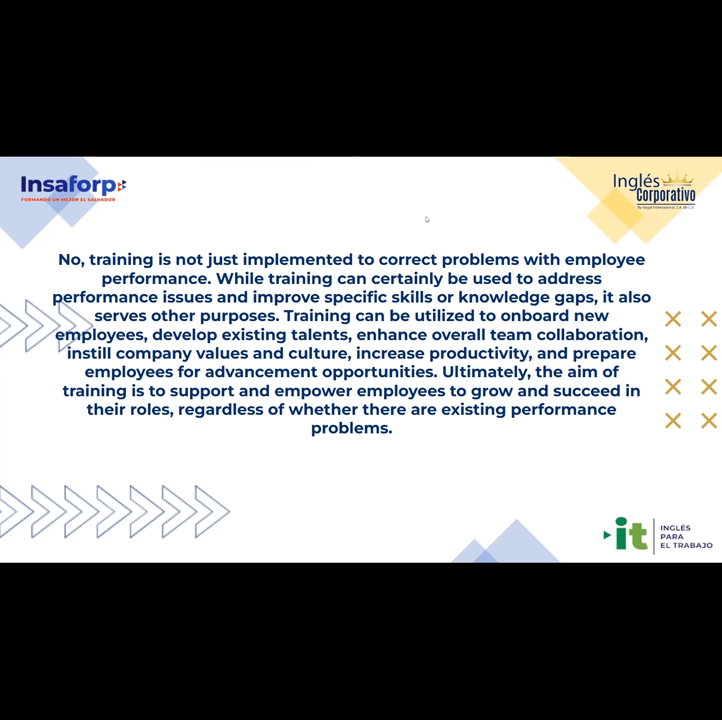 Insaforp
FORMANDO UN MEJOR EL SALVADOR
Inglés
Corporativo
By Regal International, S.A. de C.V.
No, training is not just implemented to correct problems with employee
performance. While training can certainly be used to address
performance issues and improve specific skills or knowledge gaps, it also
serves other purposes. Training can be utilized to onboard new
employees, develop existing talents, enhance overall team collaboration,
instill company values and culture, increase productivity, and prepare
employees for advancement opportunities. Ultimately, the aim of
training is to support and empower employees to grow and succeed in
their roles, regardless of whether there are existing performance
problems.
it
INGLÉS
PARA
EL TRABAJO